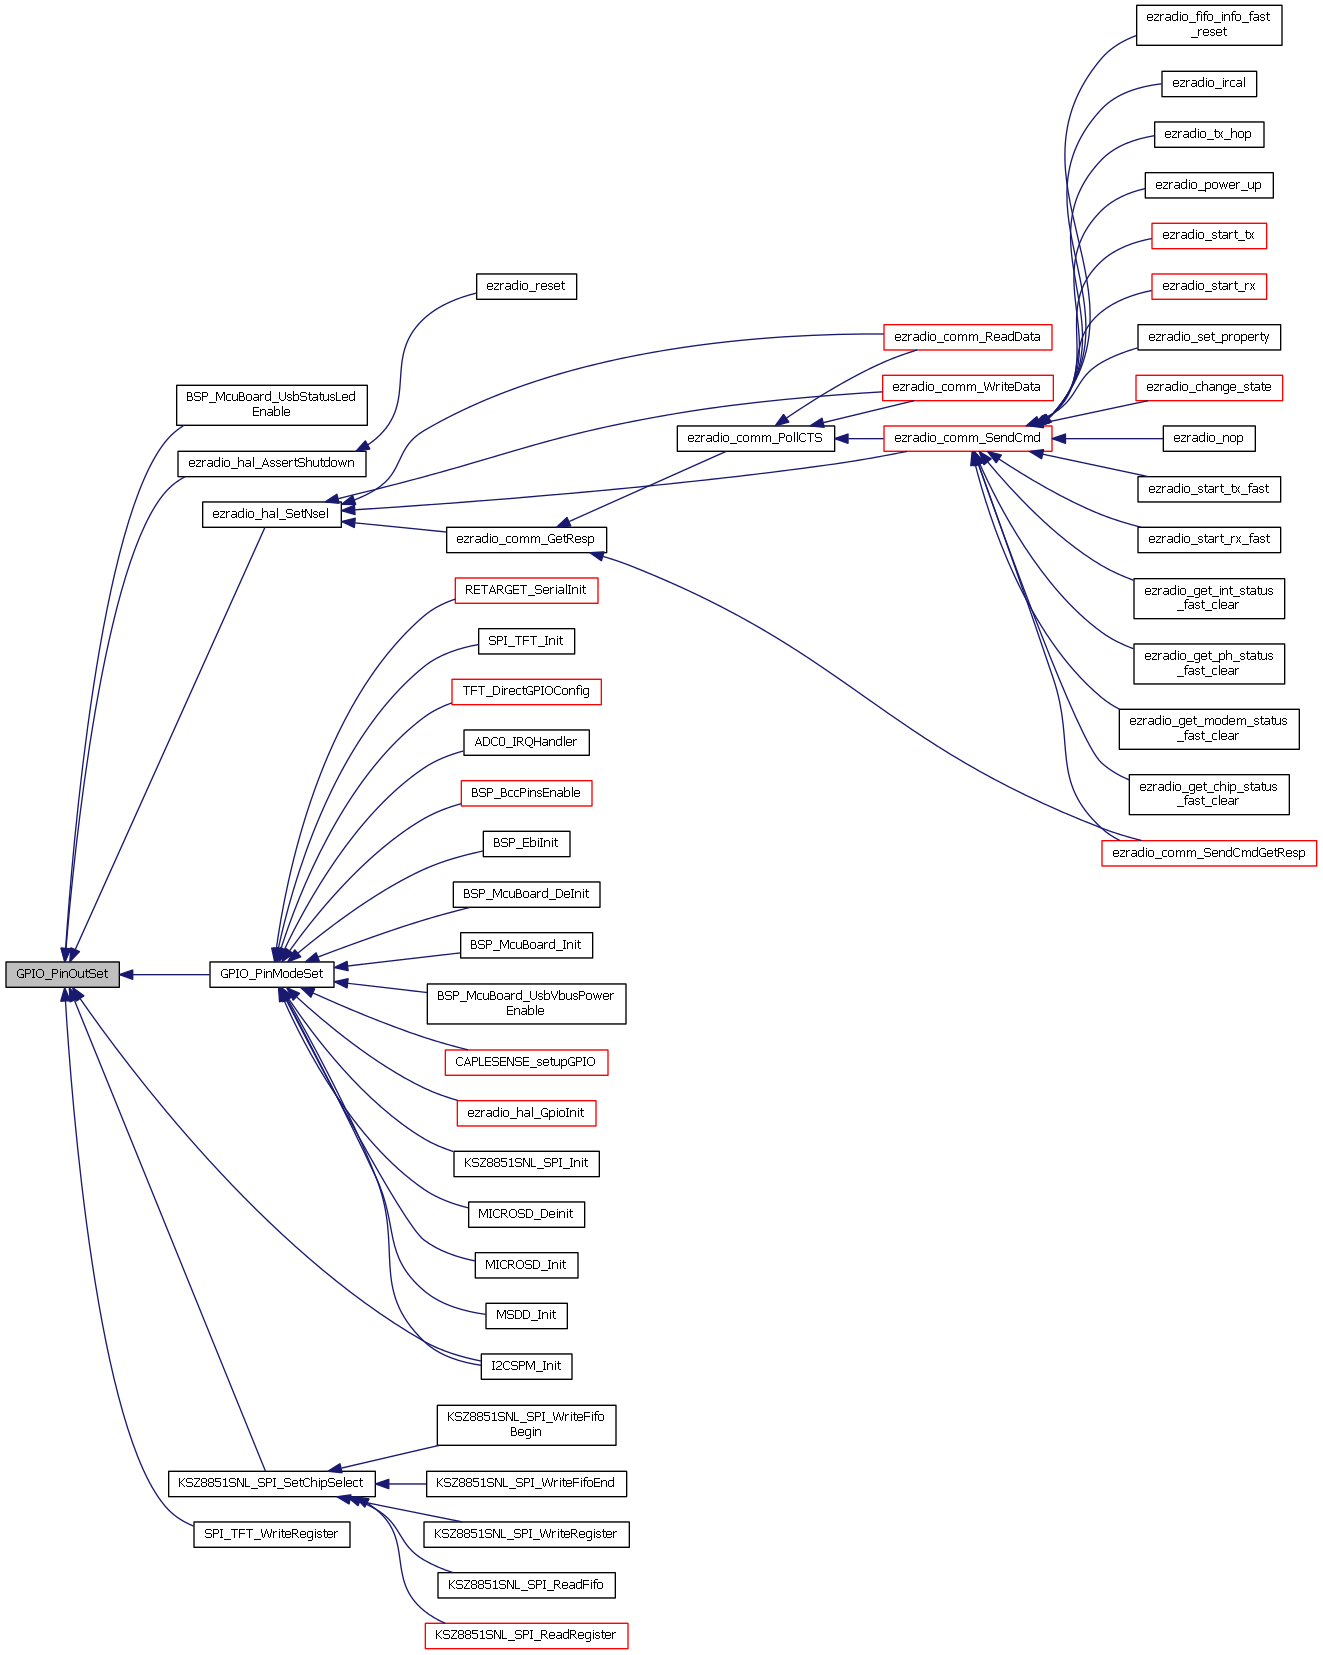 ezradio_fifo_info_fast
_reset
ezradio_ircal
ezradio_tx_hop
ezradio_power_up
ezradio_start_tx
ezradio_start_rx
ezradio_reset
ezradio_set_property
ezradio_comm_ReadData
BSP_McuBoard_UsbStatusLed
Enable
ezradio_comm_WriteData
ezradio_change_state
ezradio_comm_PollCTS
ezradio_comm_SendCmd
ezradio_nop
ezradio_hal_AssertShutdown
ezradio_start_tx_fast
ezradio_hal_SetNsel
ezradio_comm_GetResp
ezradio_start_rx_fast
RETARGET_SerialInit
ezradio_get_int_status
_fast_clear
SPI_TFT_Init
ezradio_get_ph_status
_fast_clear
TFT_DirectGPIOConfig
ezradio_get_modem_status
_fast_clear
ADC0_IRQHandler
BSP_BccPinsEnable
ezradio_get_chip_status
_fast_clear
BSP_EbiInit
ezradio_comm_SendCmdGetResp
BSP_McuBoard_DeInit
BSP_McuBoard_Init
GPIO_PinOutSet
GPIO_PinModeSet
BSP_McuBoard_UsbVbusPower
Enable
CAPLESENSE_setupGPIO
ezradio_hal_GpioInit
KSZ8851SNL_SPI_Init
MICROSD_Deinit
MICROSD_Init
MSDD_Init
I2CSPM_Init
KSZ8851SNL_SPI_WriteFifo
Begin
KSZ8851SNL_SPI_SetChipSelect
KSZ8851SNL_SPI_WriteFifoEnd
SPI_TFT_WriteRegister
KSZ8851SNL_SPI_WriteRegister
KSZ8851SNL_SPI_ReadFifo
KSZ8851SNL_SPI_ReadRegister